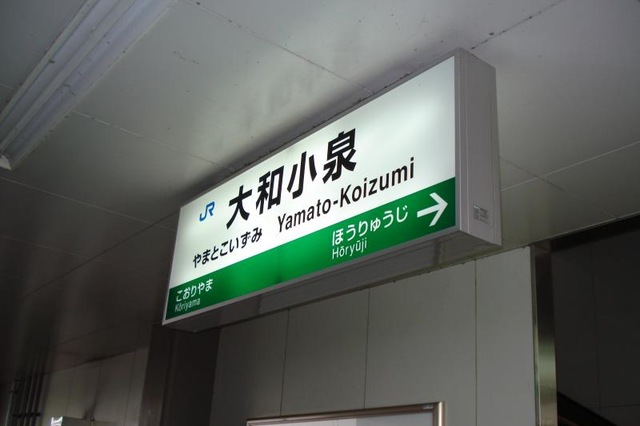 JR 大和小泉
やまとこいずみ Yamato-Koizumi
こおりやま
Kōriyama
ほうりゅうじ →
Hōryūji